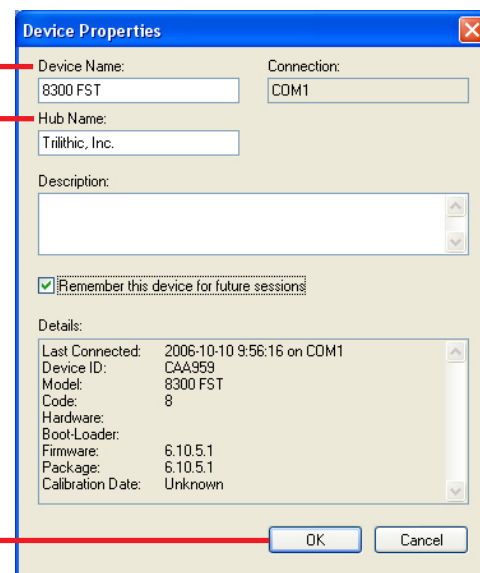 Device Properties
Device Name: Connection:
8300 FST COM1
Hub Name:
Trilithic, Inc.
Description:
Remember this device for future sessions
Details:
Last Connected: 2006-10-10 9:56:16 on COM1
Device ID: CAA959
Model: 8300 FST
Code: 8
Hardware:
Boot-Loader:
Firmware: 6.10.5.1
Package: 6.10.5.1
Calibration Date: Unknown
OK Cancel